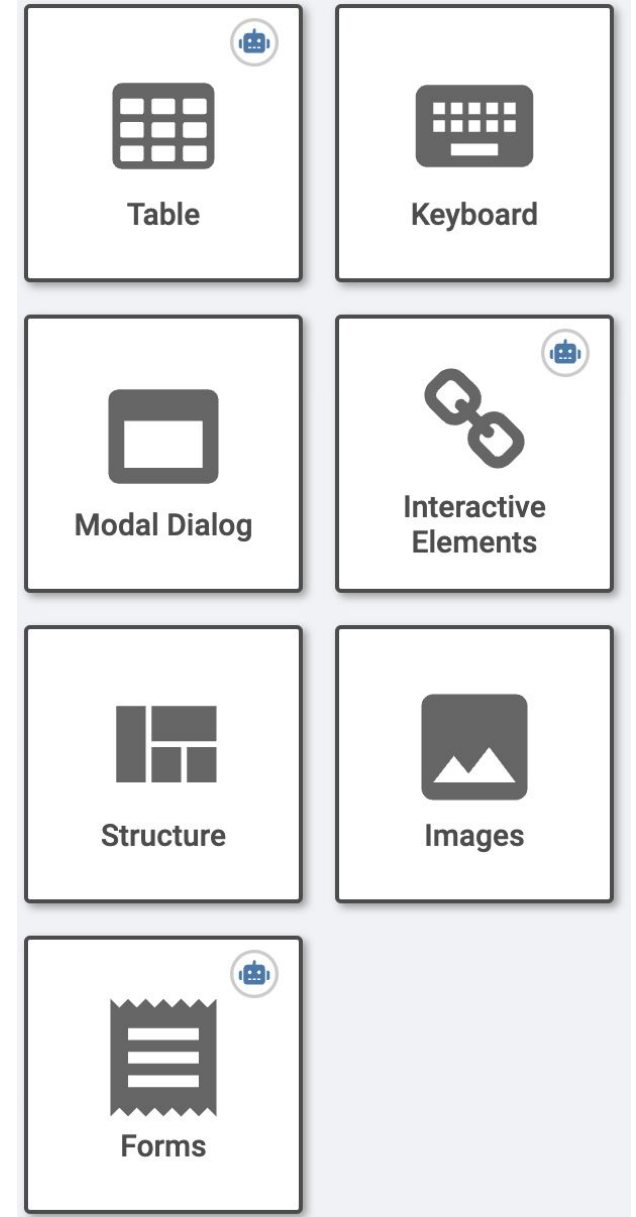 Table
Keyboard
Modal Dialog
Interactive
Elements
Structure
Images
Forms